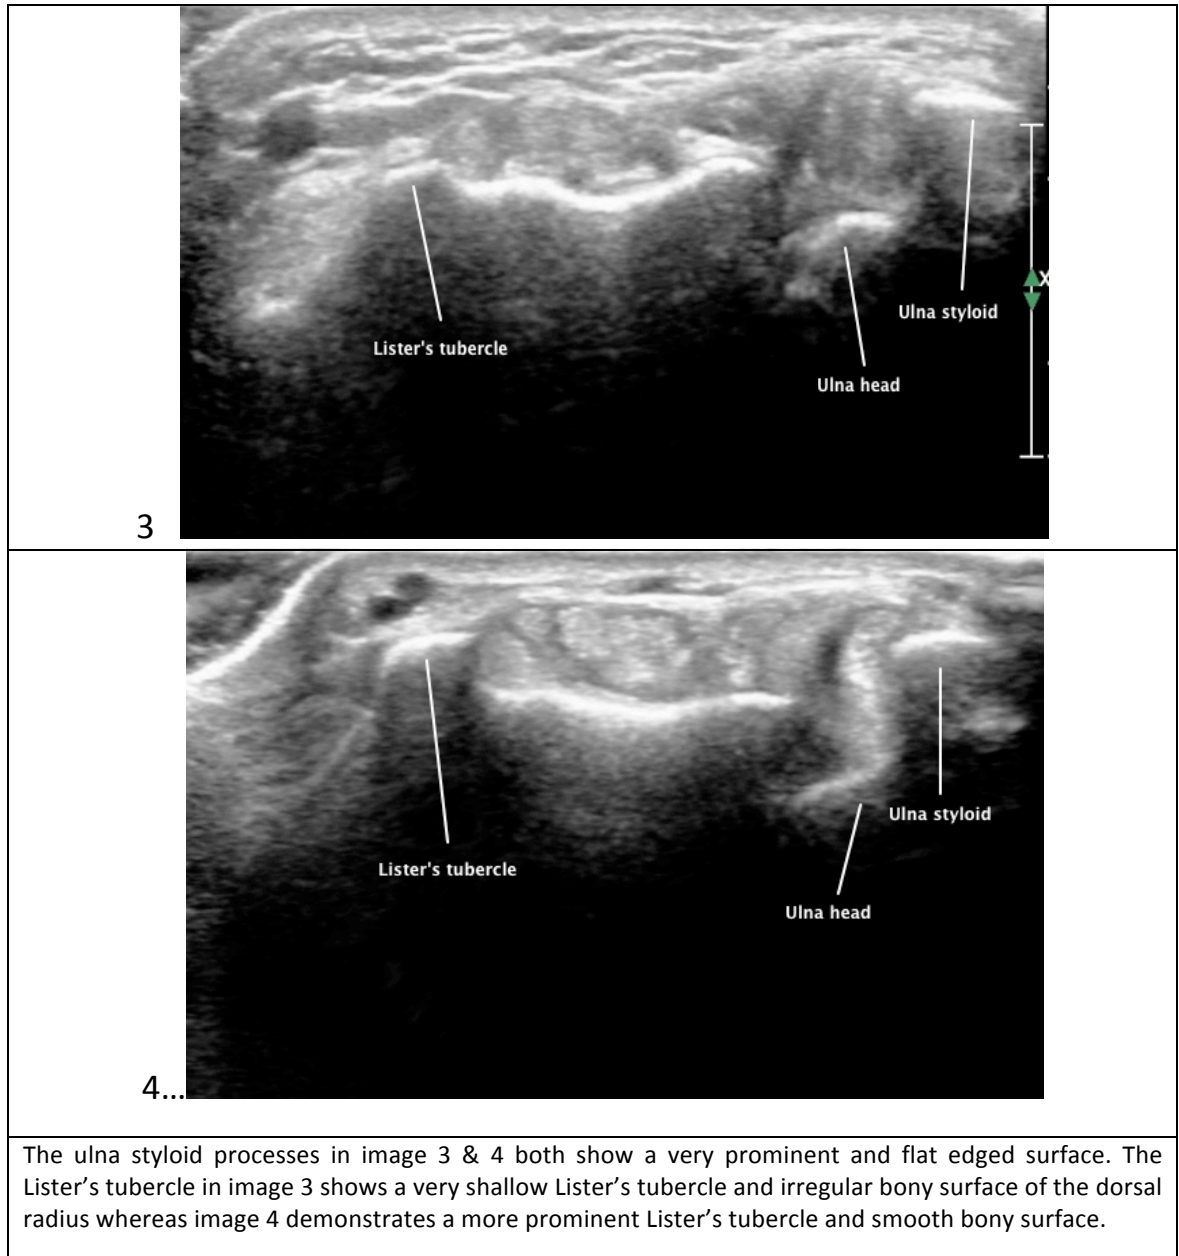 Ulna styloid
Lister's tubercle
Ulna head
X
3
Ulna styloid
Lister's tubercle
Ulna head
4...
The ulna styloid processes in image 3 & 4 both show a very prominent and flat edged surface. The
Lister’s tubercle in image 3 shows a very shallow Lister’s tubercle and irregular bony surface of the dorsal
radius whereas image 4 demonstrates a more prominent Lister’s tubercle and smooth bony surface.